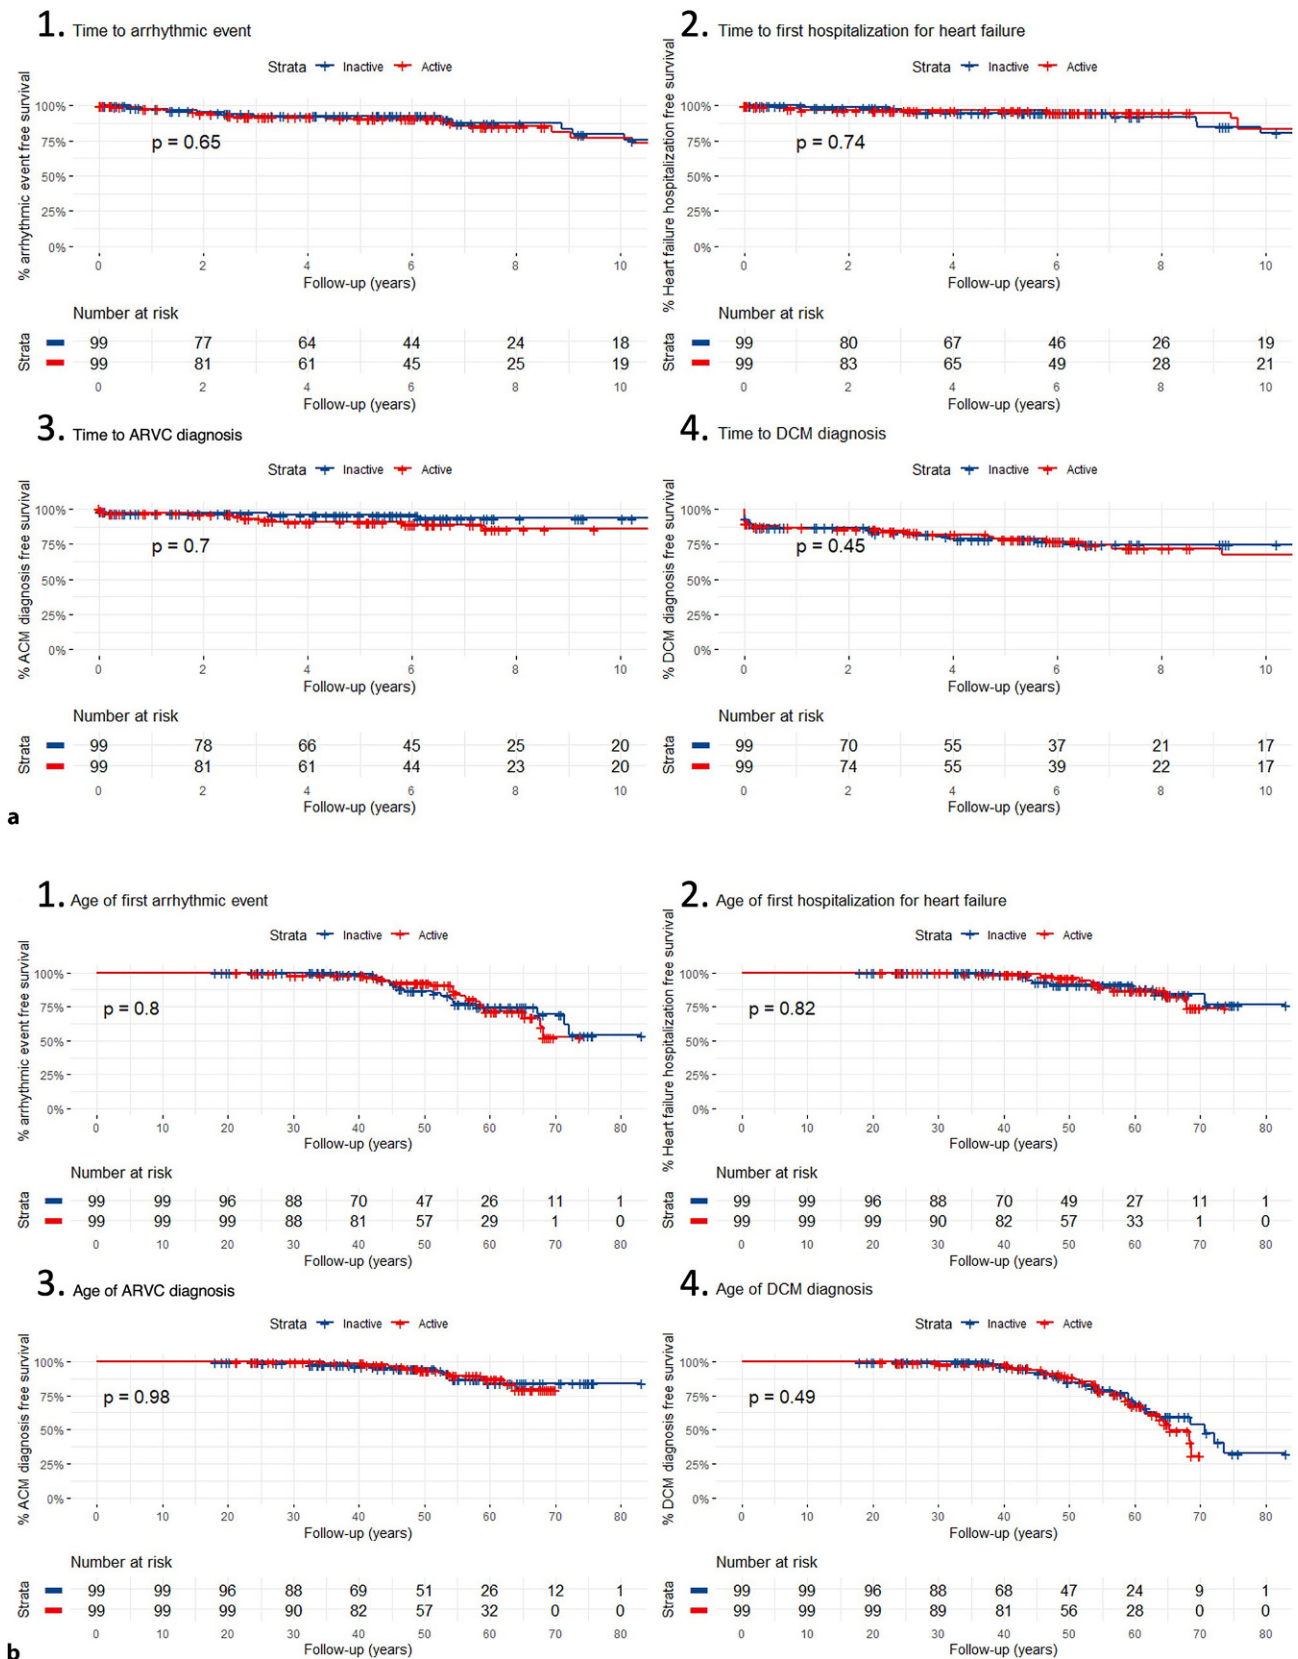 1. Time to arrhythmic event
Strata Inactive Active
% arrhythmic event free survival
100%
75%
50%
25%
0%
p = 0.65
0 2 4 6 8 10
Follow-up (years)
Number at risk
Strata
99 77 64 44 24 18
99 81 61 45 25 19
0 2 4 6 8 10
Follow-up (years)
2. Time to first hospitalization for heart failure
Strata Inactive Active
% Heart failure hospitalization free survival
100%
75%
50%
25%
0%
p = 0.74
0 2 4 6 8 10
Follow-up (years)
Number at risk
Strata
99 80 67 46 26 19
99 83 65 49 28 21
0 2 4 6 8 10
Follow-up (years)
3. Time to ARVC diagnosis
Strata Inactive Active
% ACM diagnosis free survival
100%
75%
50%
25%
0%
p = 0.7
0 2 4 6 8 10
Follow-up (years)
Number at risk
Strata
99 78 66 45 25 20
99 81 61 44 23 20
0 2 4 6 8 10
Follow-up (years)
4. Time to DCM diagnosis
Strata Inactive Active
% DCM diagnosis free survival
100%
75%
50%
25%
0%
p = 0.45
0 2 4 6 8 10
Follow-up (years)
Number at risk
Strata
99 70 55 37 21 17
99 74 55 39 22 17
0 2 4 6 8 10
Follow-up (years)
a
1. Age of first arrhythmic event
Strata Inactive Active
% arrhythmic event free survival
100%
75%
50%
25%
0%
p = 0.8
0 10 20 30 40 50 60 70 80
Follow-up (years)
Number at risk
Strata
99 99 96 88 70 47 26 11 1
99 99 99 88 81 57 29 1 0
0 10 20 30 40 50 60 70 80
Follow-up (years)
2. Age of first hospitalization for heart failure
Strata Inactive Active
% Heart failure hospitalization free survival
100%
75%
50%
25%
0%
p = 0.82
0 10 20 30 40 50 60 70 80
Follow-up (years)
Number at risk
Strata
99 99 96 88 70 49 27 11 1
99 99 99 90 82 57 33 1 0
0 10 20 30 40 50 60 70 80
Follow-up (years)
3. Age of ARVC diagnosis
Strata Inactive Active
% ACM diagnosis free survival
100%
75%
50%
25%
0%
p = 0.98
0 10 20 30 40 50 60 70 80
Follow-up (years)
Number at risk
Strata
99 99 96 88 69 51 26 12 1
99 99 99 90 82 57 32 0 0
0 10 20 30 40 50 60 70 80
Follow-up (years)
4. Age of DCM diagnosis
Strata Inactive Active
% DCM diagnosis free survival
100%
75%
50%
25%
0%
p = 0.49
0 10 20 30 40 50 60 70 80
Follow-up (years)
Number at risk
Strata
99 99 96 88 68 47 24 9 1
99 99 99 89 81 56 28 0 0
0 10 20 30 40 50 60 70 80
Follow-up (years)
b